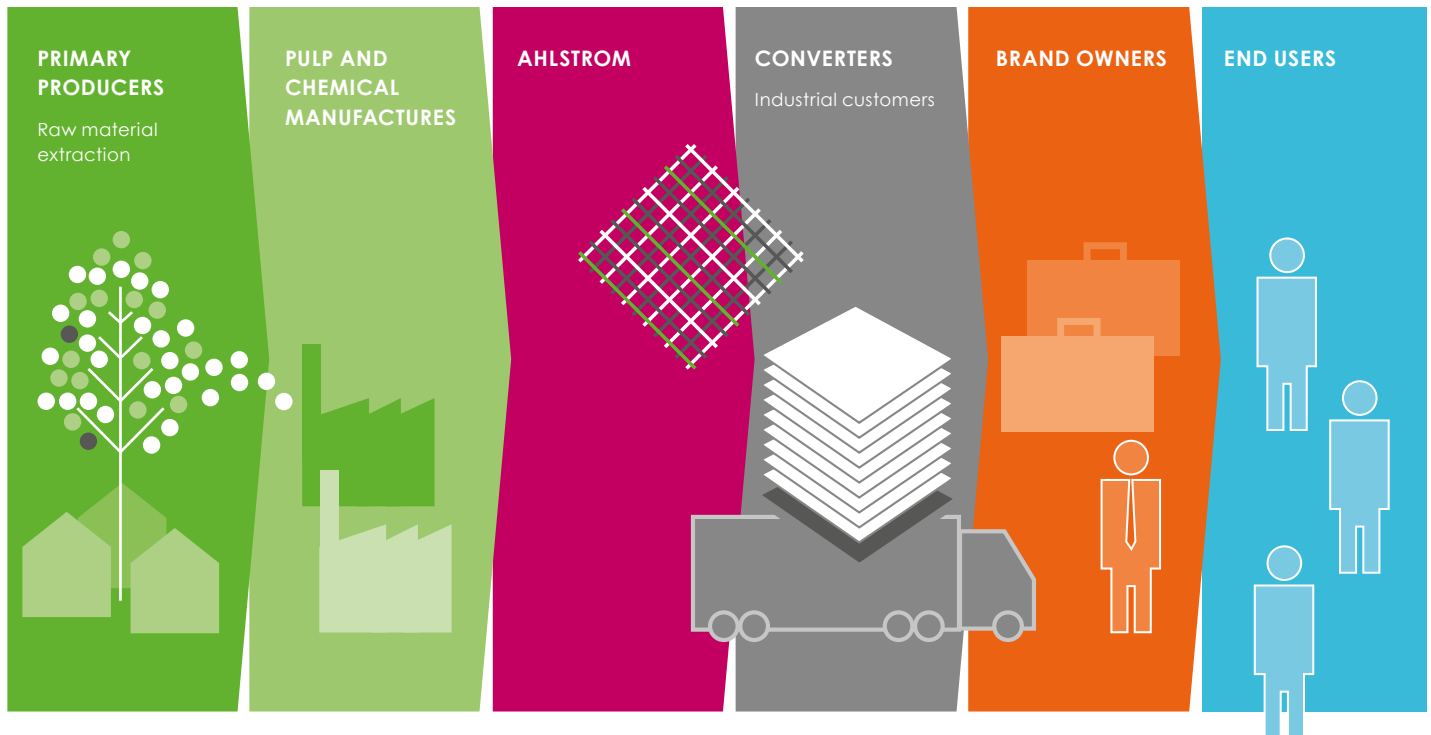 PRIMARY
PRODUCERS
Raw material
extraction
PULP AND
CHEMICAL
MANUFACTURES
AHLSTROM
CONVERTERS
Industrial customers
BRAND OWNERS
END USERS